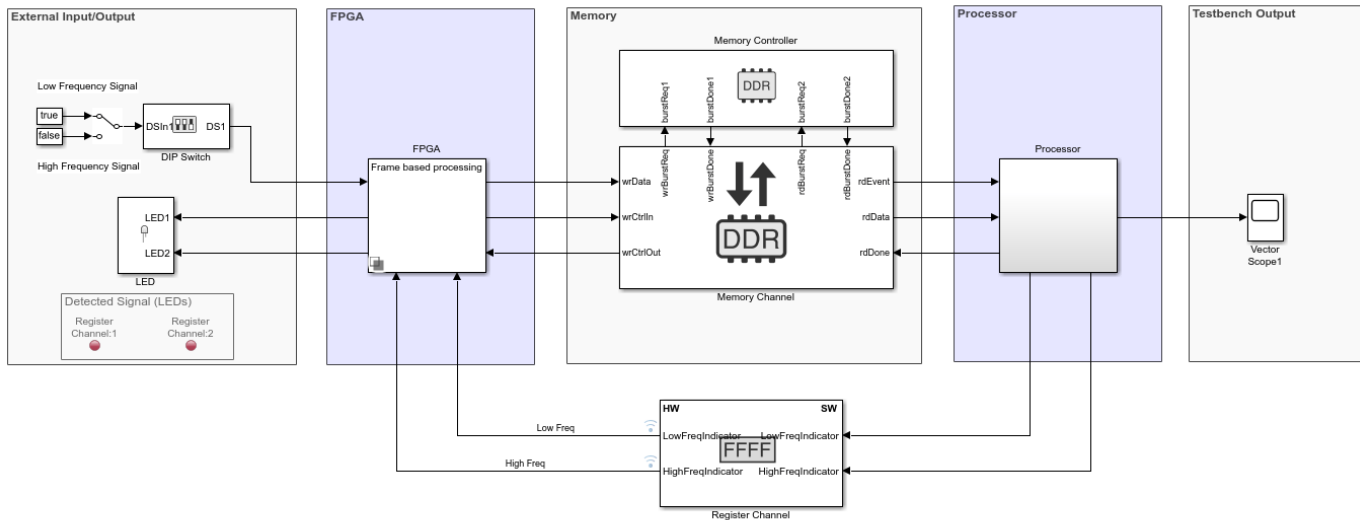 External Input/Output
FPGA
Memory
Processor
Testbench Output
Low Frequency Signal
true
false
High Frequency Signal
DSIn1
DS1
DIP Switch
LED1
LED2
LED
Detected Signal (LEDs)
Register
Channel:1
Register
Channel:2
FPGA
Frame based processing
Memory Controller
burstReq1
burstDone1
burstReq2
burstDone2
DDR
wrBurstReq
wrBurstDone
rdBurstReq
rdBurstDone
wrData
wrCtrlIn
wrCtrlOut
DDR
rdEvent
rdData
rdDone
Memory Channel
Processor
Vector
Scope1
Low Freq
High Freq
HW
SW
LowFreqIndicator
LowFreqIndicator
FFFF
HighFreqIndicator
HighFreqIndicator
Register Channel